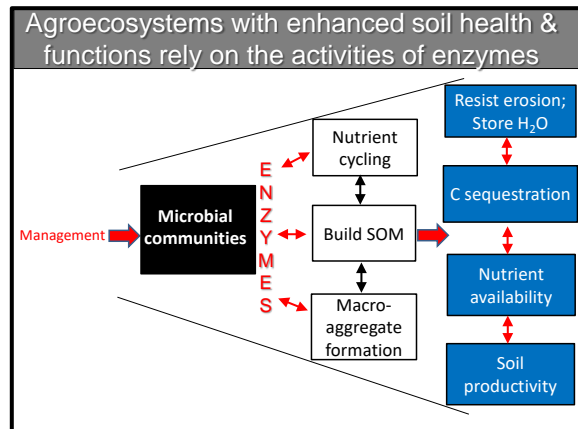 Agroecosystems with enhanced soil health &
functions rely on the activities of enzymes
Management
Microbial
communities
E
N
Z
Y
M
E
S
Nutrient
cycling
Build SOM
Macro-
aggregate
formation
Resist erosion;
Store H₂O
C sequestration
Nutrient
availability
Soil
productivity